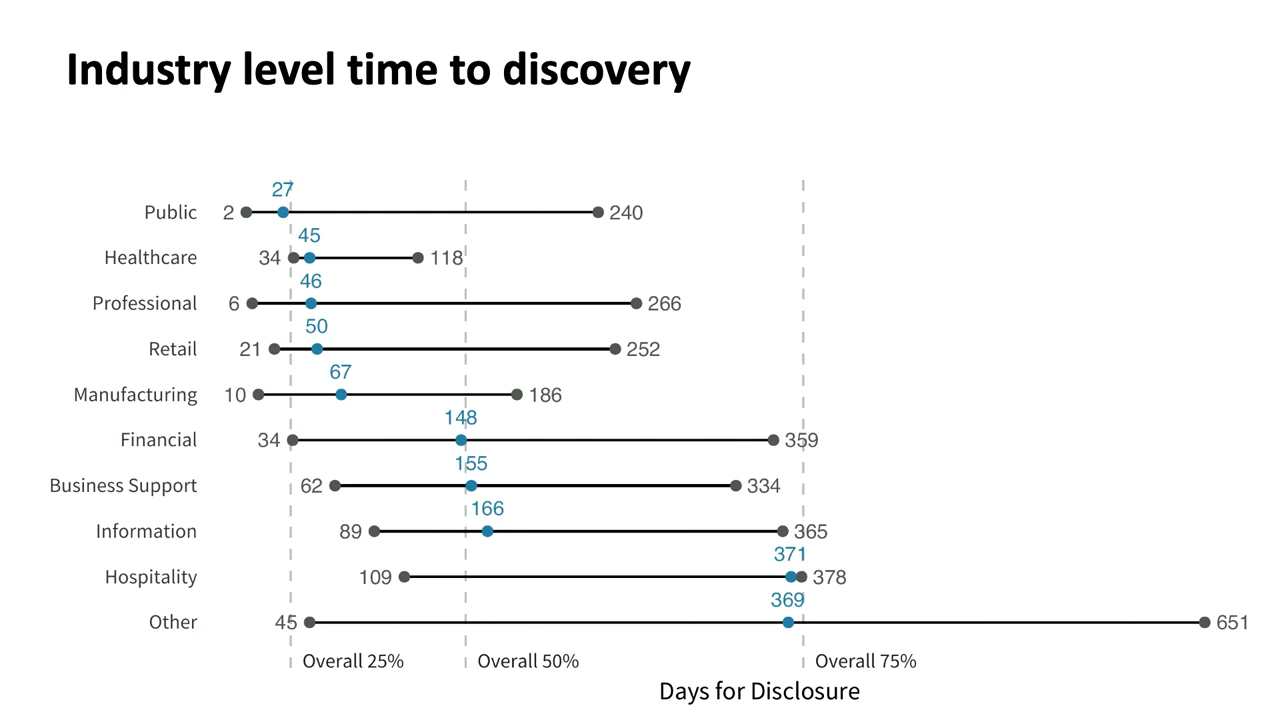 Industry level time to discovery
27
Public 2 240
45
Healthcare 34 118
46
Professional 6 266
50
Retail 21 252
67
Manufacturing 10 186
148
Financial 34 359
155
Business Support 62 334
166
Information 89 365
371
Hospitality 109 378
369
Other 45 651
Overall 25% Overall 50% Overall 75%
Days for Disclosure